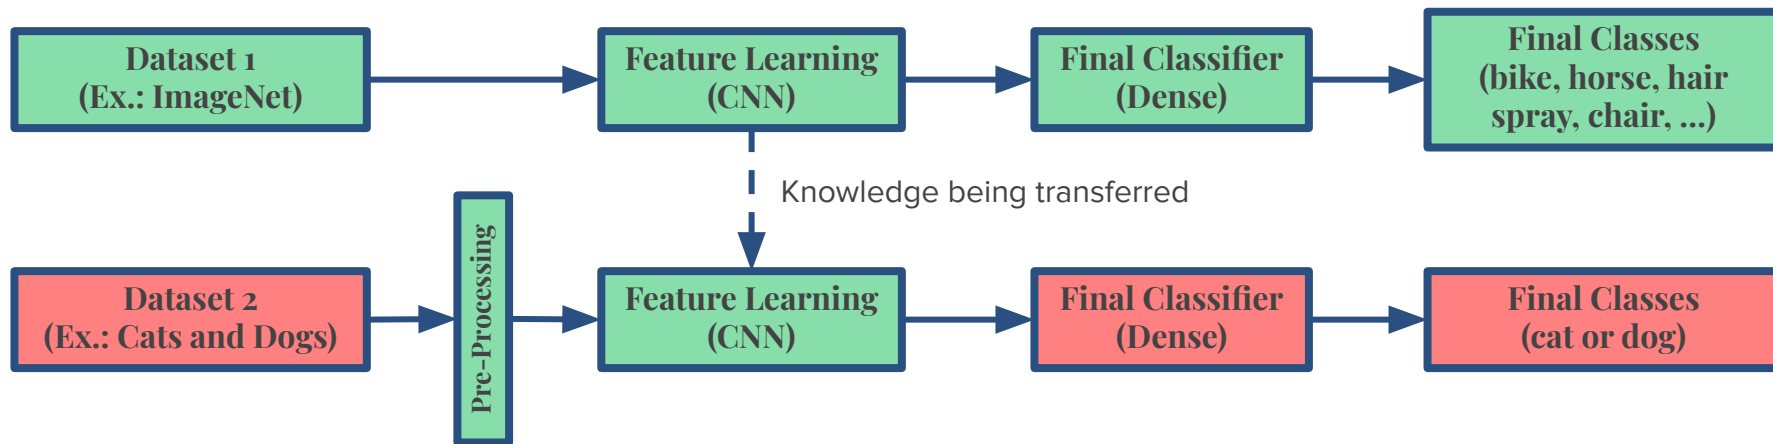 Dataset 1
(Ex.: ImageNet)
Feature Learning
(CNN)
Final Classifier
(Dense)
Final Classes
(bike, horse, hair
spray, chair, ...)
Knowledge being transferred
Dataset 2
(Ex.: Cats and Dogs)
Pre-Processing
Feature Learning
(CNN)
Final Classifier
(Dense)
Final Classes
(cat or dog)